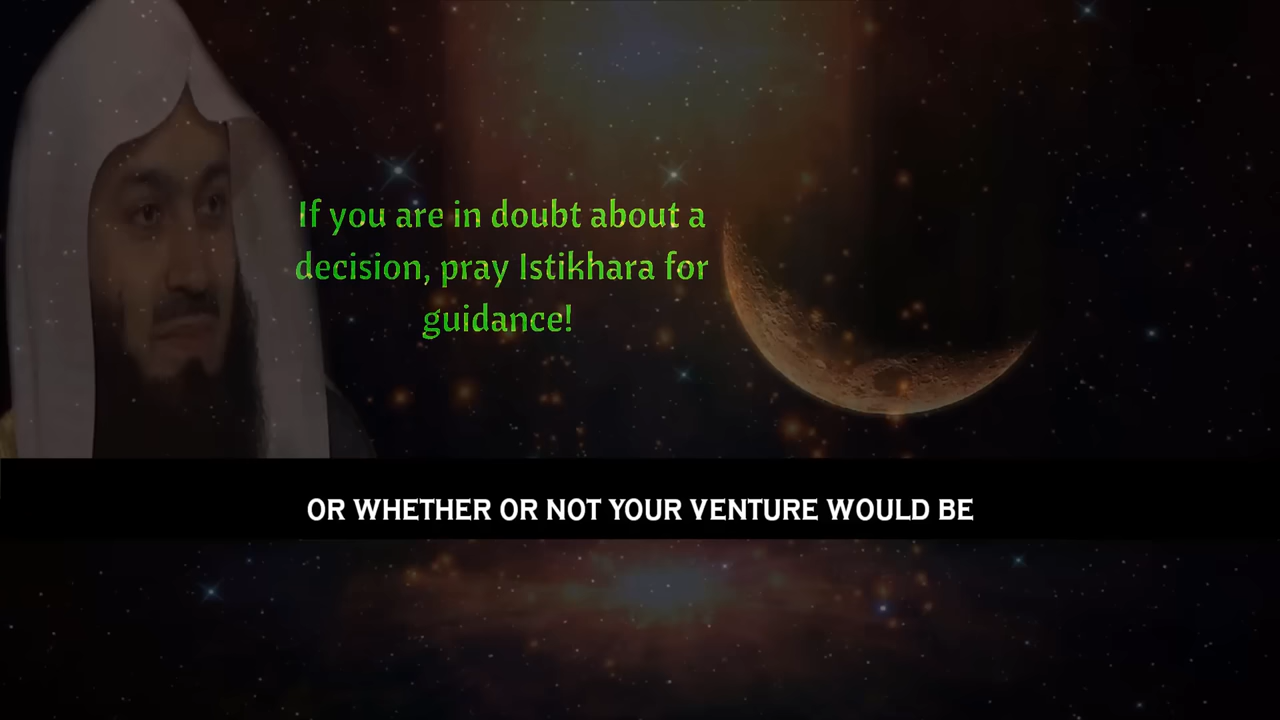 If you are in doubt about a
decision, pray Istikhara for
guidance!
OR WHETHER OR NOT YOUR VENTURE WOULD BE